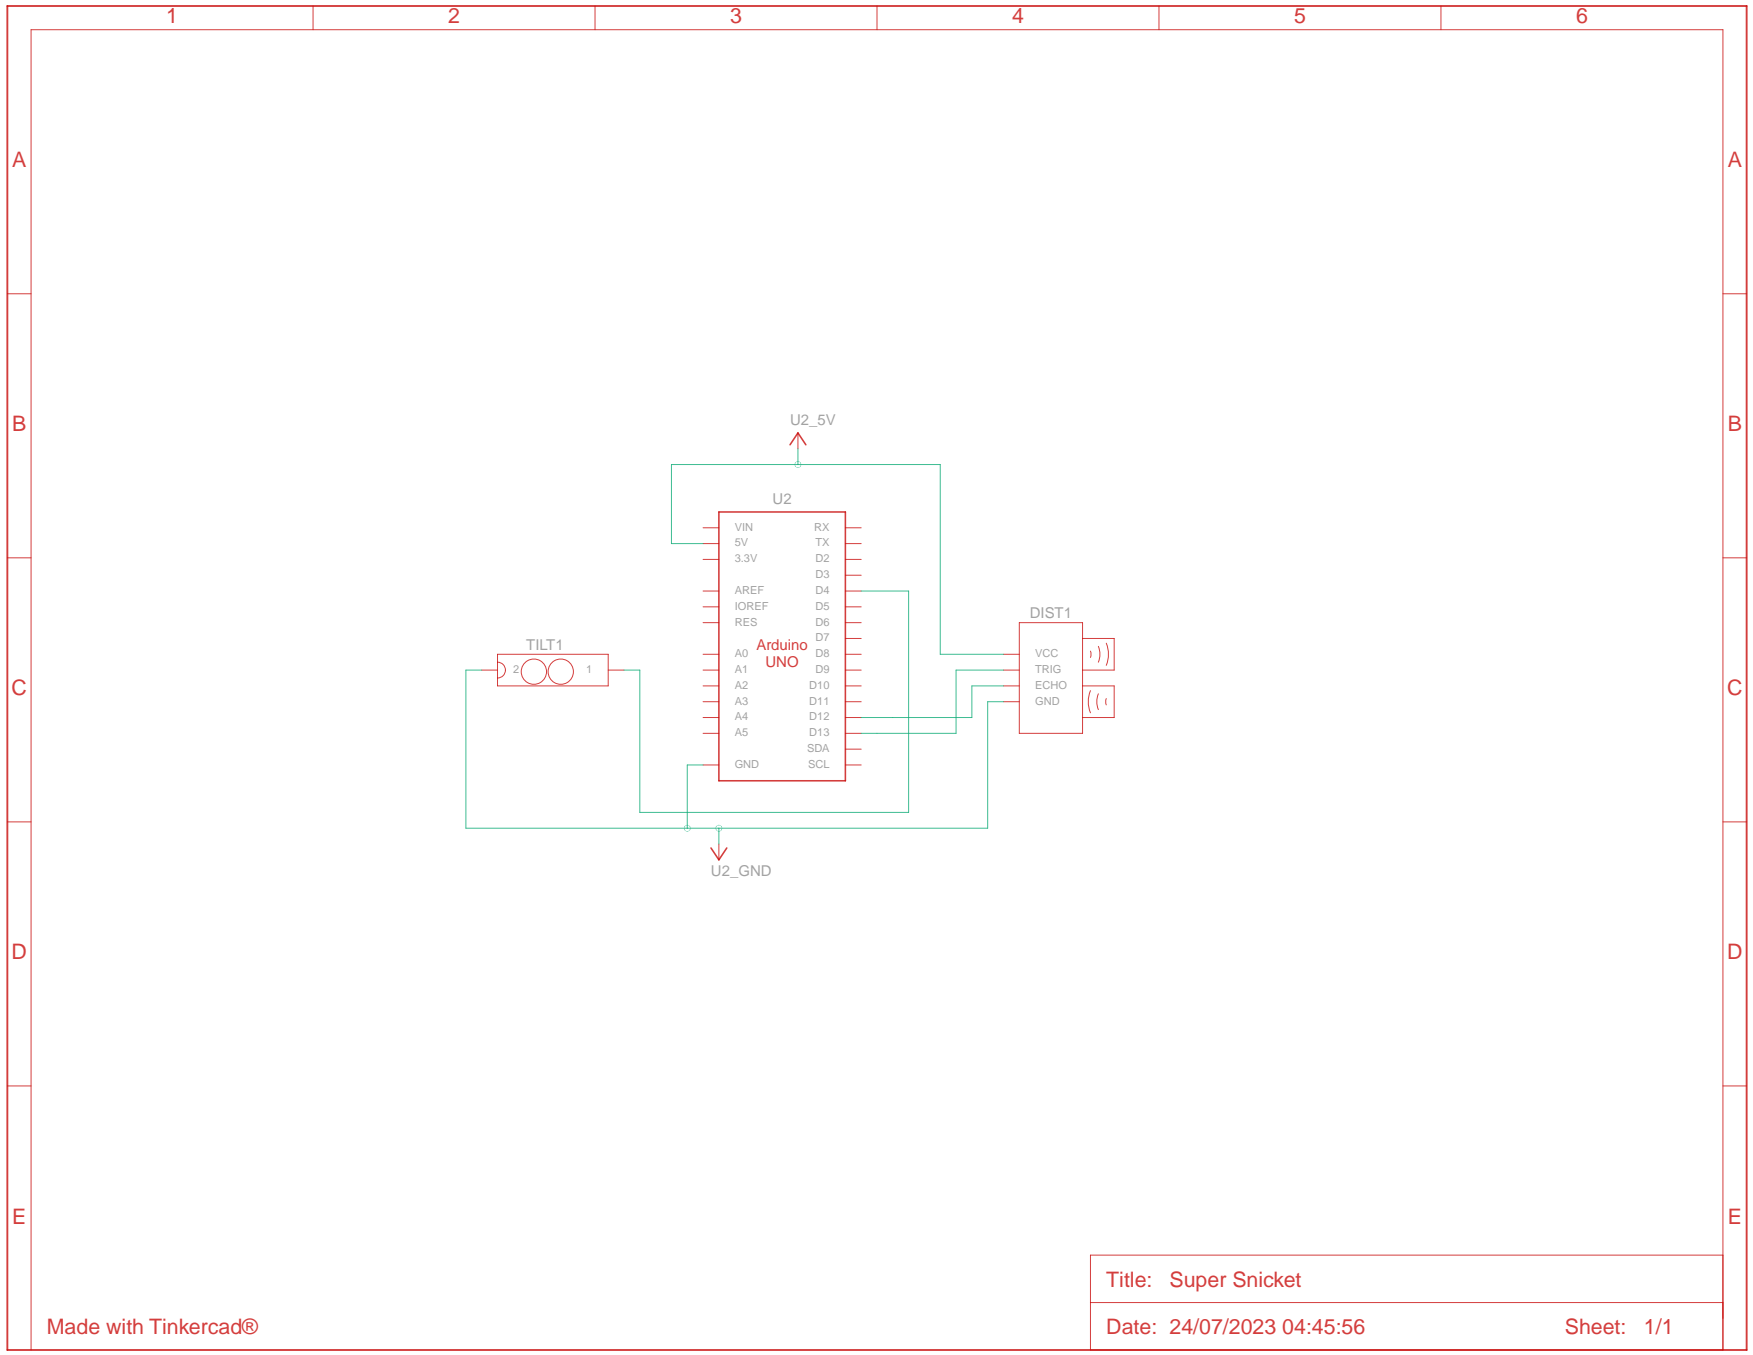 1 2 3 4 5 6
A A
B B
U2_5V
U2
VIN RX
5V TX
3.3V D2
D3
AREF D4
IOREF D5
RES D6
D7
Arduino
UNO
A0 D8
A1 D9
A2 D10
A3 D11
A4 D12
A5 D13
SDA
GND SCL
TILT1
2 1
DIST1
VCC
TRIG
ECHO
GND
C C
U2_GND
D D
E E
Title: Super Snicket
Made with Tinkercad®
Date: 24/07/2023 04:45:56 Sheet: 1/1